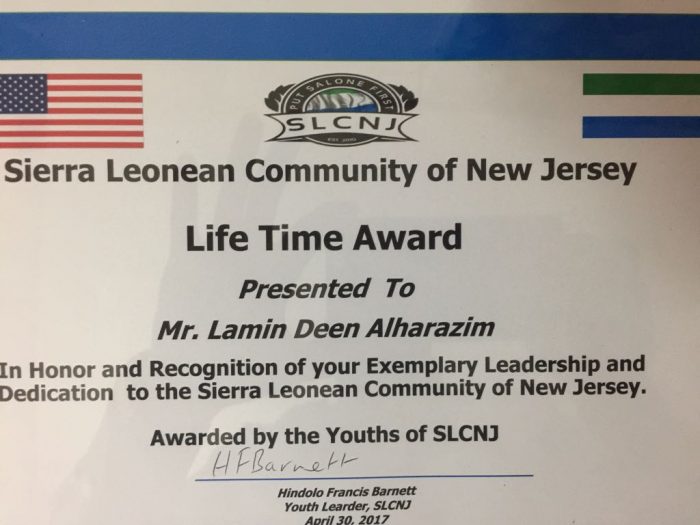 PUT SALONE FIRST
SLCNJ
Sierra Leonean Community of New Jersey
Life Time Award
Presented To
Mr. Lamin Deen Alharazim
In Honor and Recognition of your Exemplary Leadership and
Dedication to the Sierra Leonean Community of New Jersey.
Awarded by the Youths of SLCNJ
HFBarnett
Hindolo Francis Barnett
Youth Learder, SLCNJ
April 30, 2017